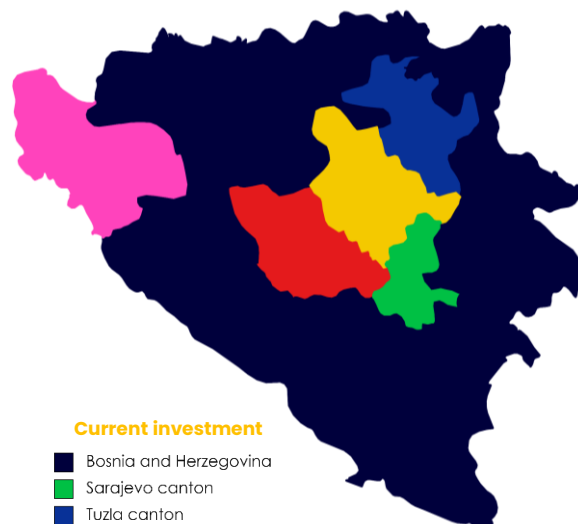 Current investment
Bosnia and Herzegovina
Sarajevo canton
Tuzla canton